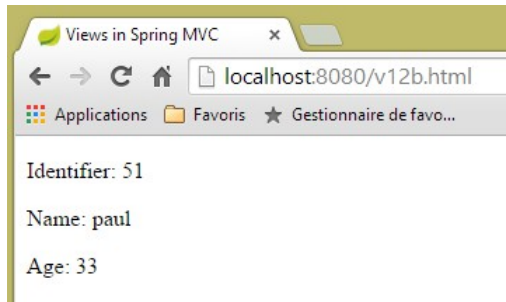 Views in Spring MVC
localhost:8080/v12b.html
Applications Favoris Gestionnaire de favo...
Identifier: 51
Name: paul
Age: 33